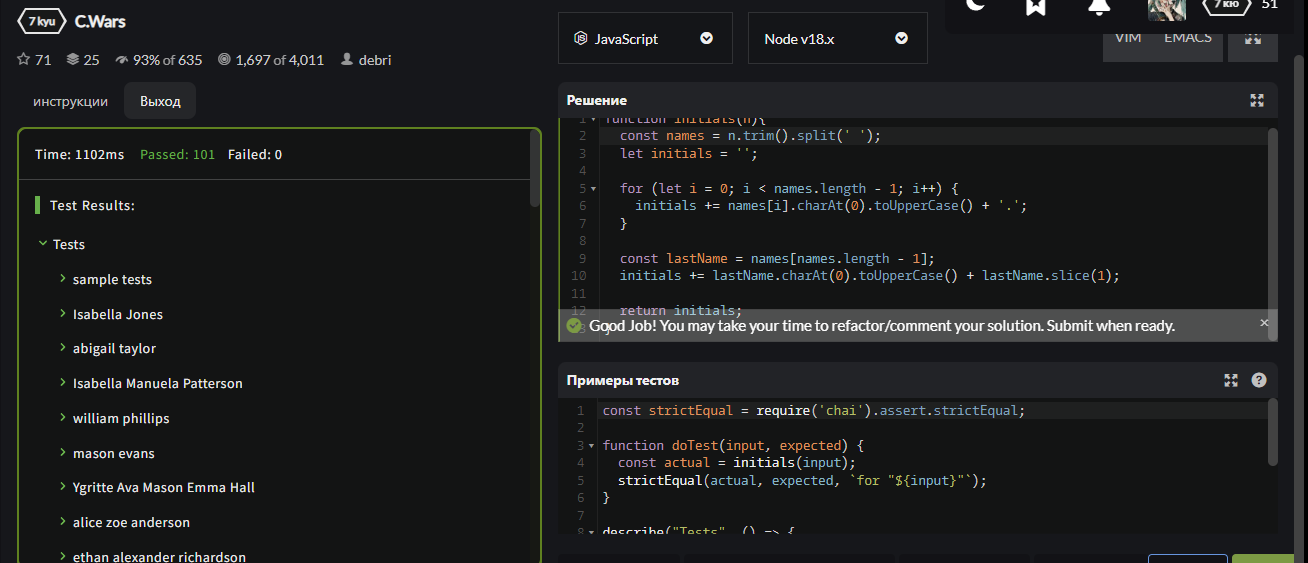 7 kyu C.Wars
71 25 93% of 635 1,697 of 4,011 debri
инструкции Выход
Time: 1102ms Passed: 101 Failed: 0
Test Results:
Tests
sample tests
Isabella Jones
abigail taylor
Isabella Manuela Patterson
william phillips
mason evans
Ygritte Ava Mason Emma Hall
alice zoe anderson
ethan alexander richardson
7 кю 51
JavaScript Node v18.x VIM EMACS
Решение
1 function initials(n){
2 const names = n.trim().split(' ');
3 let initials = '';
4
5 for (let i = 0; i < names.length - 1; i++) {
6 initials += names[i].charAt(0).toUpperCase() + '.';
7 }
8
9 const lastName = names[names.length - 1];
10 initials += lastName.charAt(0).toUpperCase() + lastName.slice(1);
11
12 return initials;
Good Job! You may take your time to refactor/comment your solution. Submit when ready. ×
Примеры тестов ?
1 const strictEqual = require('chai').assert.strictEqual;
2
3 function doTest(input, expected) {
4 const actual = initials(input);
5 strictEqual(actual, expected, `for "${input}"`);
6 }
7
8 describe("Tests", () => {